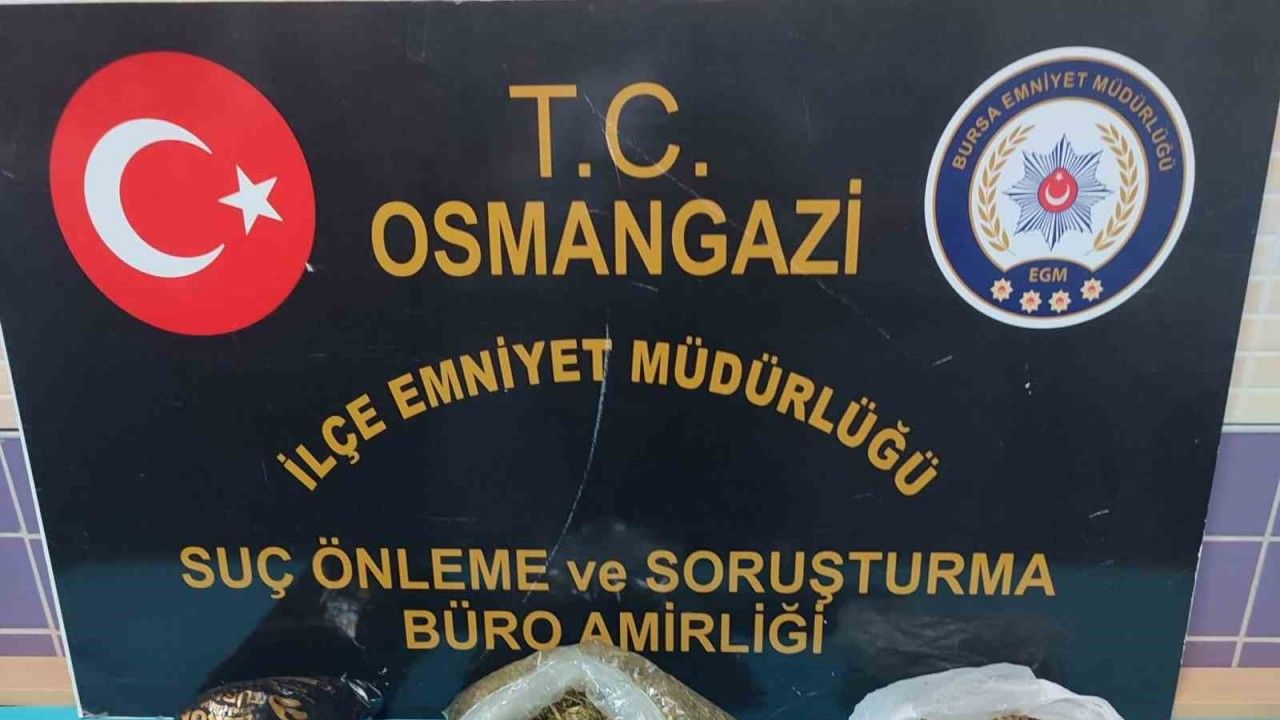 T.C.
OSMANGAZİ
İLÇE EMNİYET MÜDÜRLÜĞÜ
SUÇ ÖNLEME ve SORUŞTURMA
BÜRO AMİRLİĞİ
BURSA EMNİYET MÜDÜRLÜĞÜ
EGM